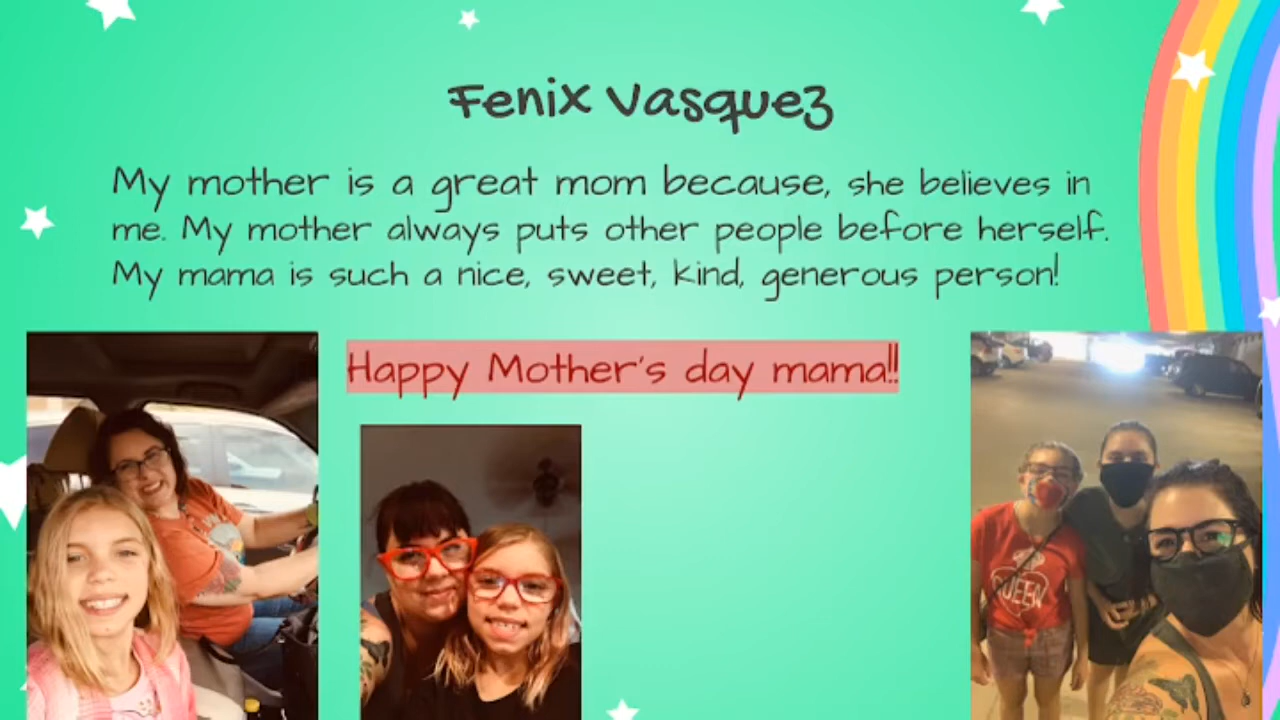 Fenix Vasquez
My mother is a great mom because, she believes in
me. My mother always puts other people before herself.
My mama is such a nice, sweet, kind, generous person!
Happy Mother's day mama!!
QUEEN